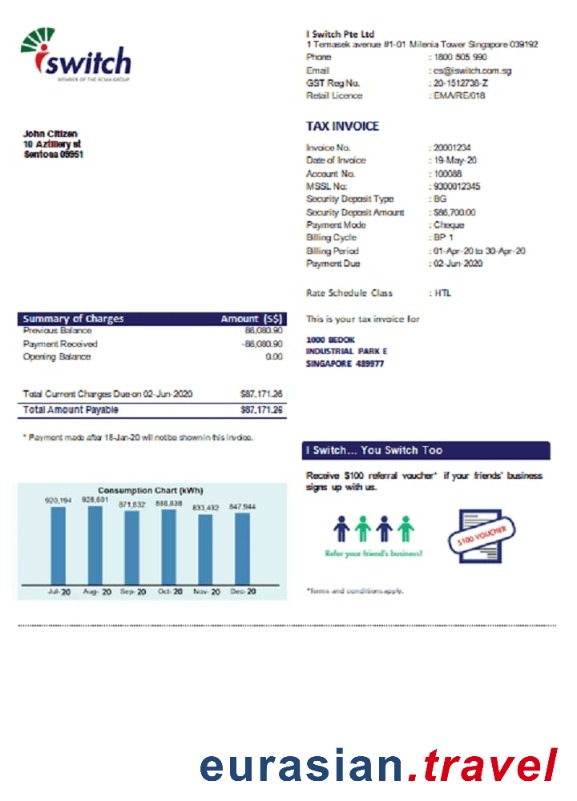 iswitch
MEMBER OF THE KCMA GROUP
John Citizen
10 Aztillery st
Sentosa 09951
I Switch Pte Ltd
1 Temasek avenue #1-01 Milenia Tower Singapore 039192
Phone : 1800 505 990
Email : cs@iswitch.com.sg
GST Reg No. : 20-1512736-Z
Retail Licence : EMA/RE/018
TAX INVOICE
Invoice No. : 20001234
Date of Invoice : 19-May-20
Account No. : 100088
MSSL No: : 9300012345
Security Deposit Type : BG
Security Deposit Amount : $86,700.00
Payment Mode : Cheque
Billing Cycle : BP 1
Billing Period : 01-Apr-20 to 30-Apr-20
Payment Due : 02-Jun-2020
Rate Schedule Class : HTL
Summary of Charges Amount (S$)
Previous Balance 86,080.90
Payment Received -86,080.90
Opening Balance 0.00
Total Current Charges Due on 02-Jun-2020 $87,171.26
Total Amount Payable $87,171.26
* Payment made after 18-Jan-20 will not be shown in this invoice.
This is your tax invoice for
1000 BEDOK
INDUSTRIAL PARK E
SINGAPORE 489977
I Switch... You Switch Too
Receive $100 referral voucher* if your friends' business
signs up with us.
Refer your friend's business!
$100 VOUCHER
*Terms and conditions apply.
Consumption Chart (kWh)
920,194 928,601 871,632 888,838 833,432 847,944
Jul- 20 Aug- 20 Sep- 20 Oct- 20 Nov- 20 Dec- 20
eurasian.travel